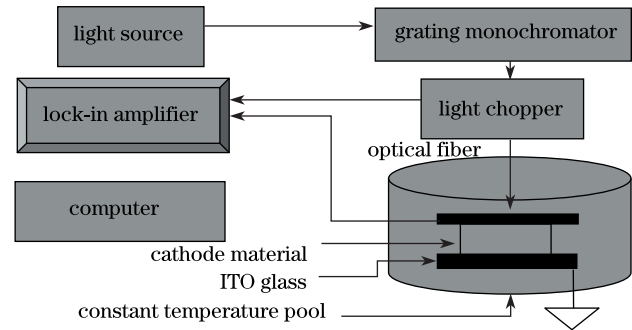 light source
grating monochromator
lock-in amplifier
light chopper
optical fiber
computer
cathode material
ITO glass
constant temperature pool